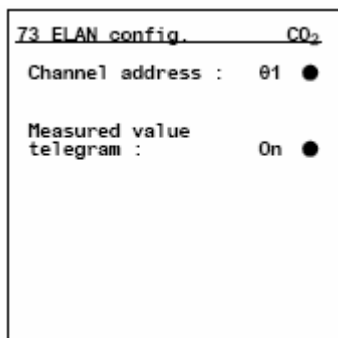 73 ELAN config. CO₂
Channel address : 01 ●
Measured value
telegram : On ●